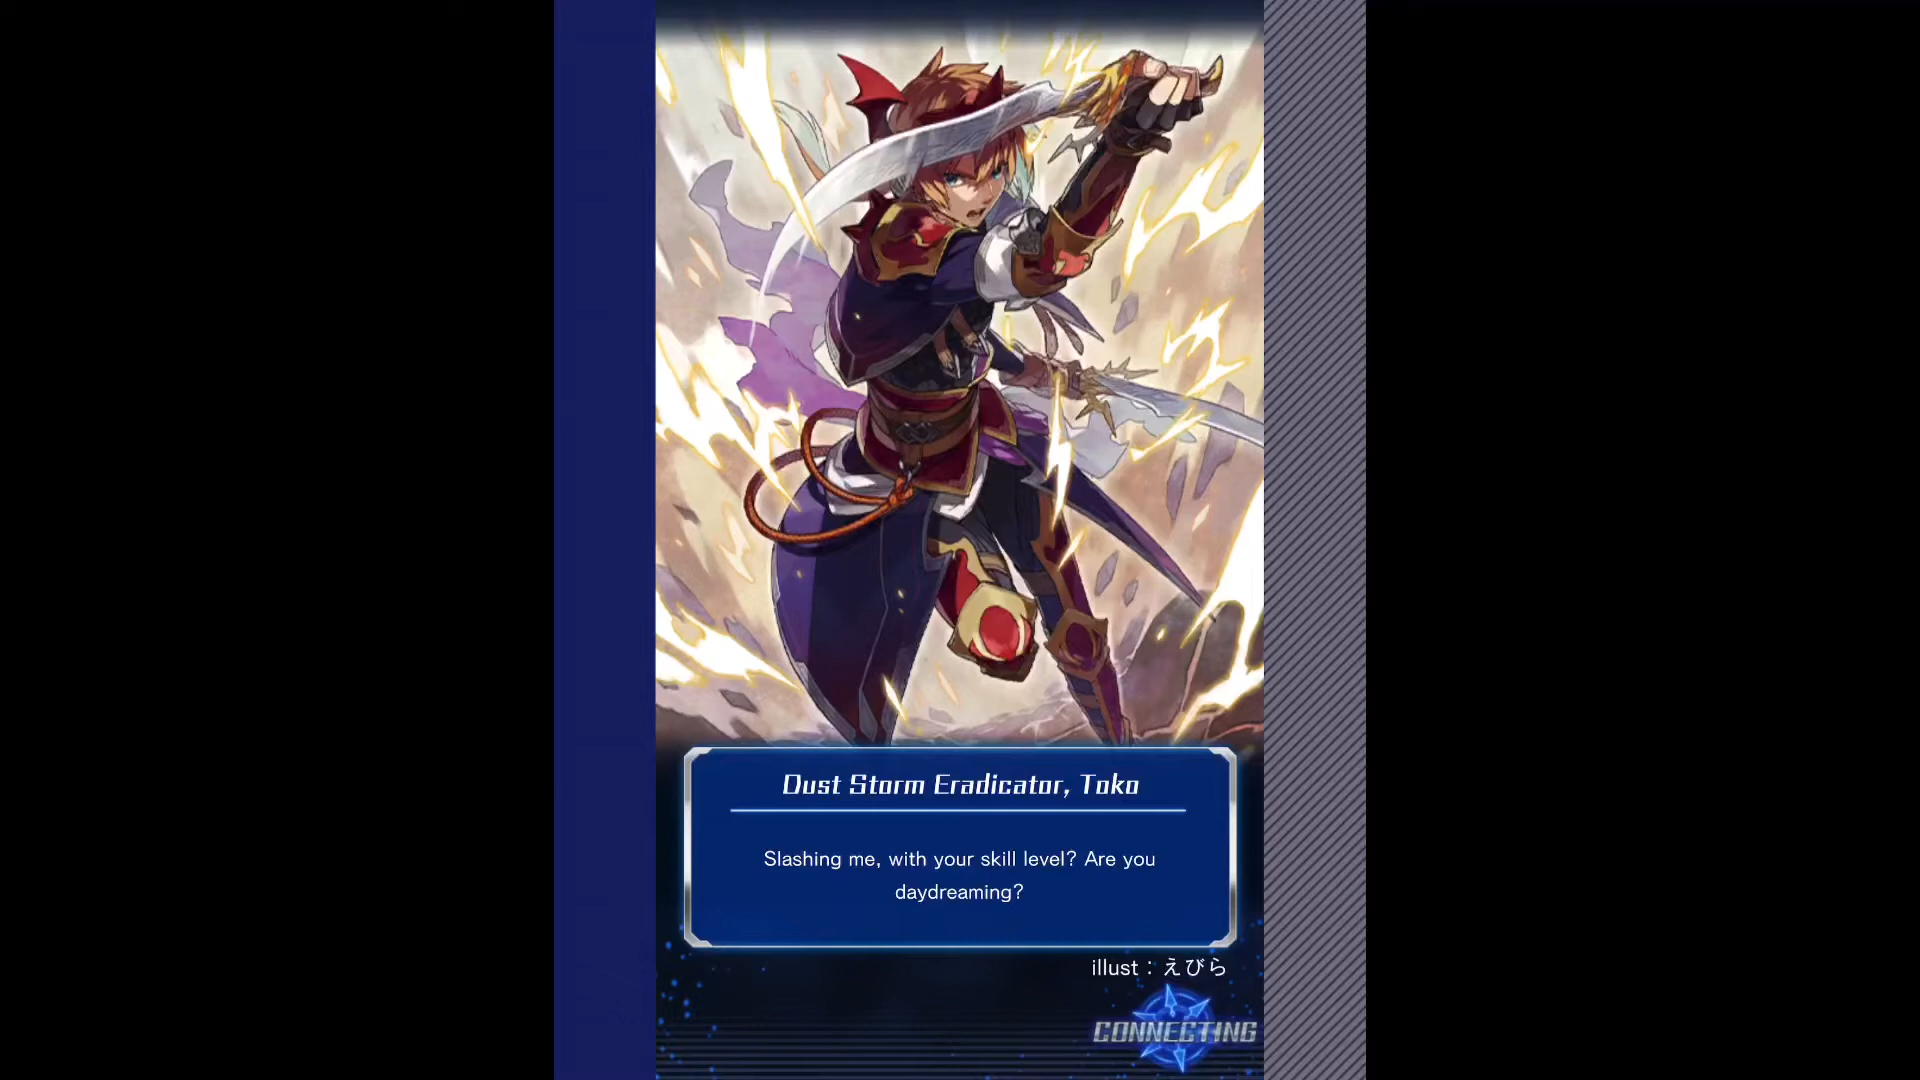 Dust Storm Eradicator, Toko
Slashing me, with your skill level? Are you
daydreaming?
illust：えびら
CONNECTING